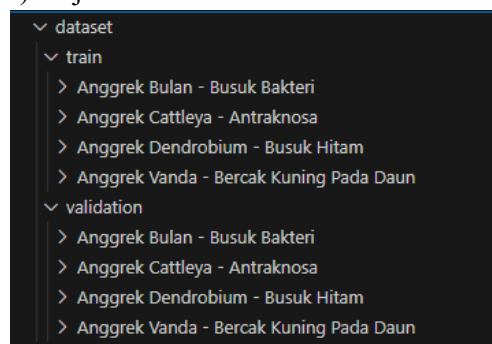 dataset
train
Anggrek Bulan - Busuk Bakteri
Anggrek Cattleya - Antraknosa
Anggrek Dendrobium - Busuk Hitam
Anggrek Vanda - Bercak Kuning Pada Daun
validation
Anggrek Bulan - Busuk Bakteri
Anggrek Cattleya - Antraknosa
Anggrek Dendrobium - Busuk Hitam
Anggrek Vanda - Bercak Kuning Pada Daun